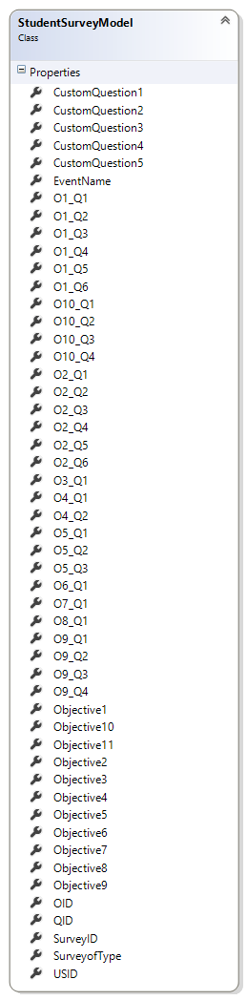 StudentSurveyModel
Class
Properties
CustomQuestion1
CustomQuestion2
CustomQuestion3
CustomQuestion4
CustomQuestion5
EventName
O1_Q1
O1_Q2
O1_Q3
O1_Q4
O1_Q5
O1_Q6
O10_Q1
O10_Q2
O10_Q3
O10_Q4
O2_Q1
O2_Q2
O2_Q3
O2_Q4
O2_Q5
O2_Q6
O3_Q1
O4_Q1
O4_Q2
O5_Q1
O5_Q2
O5_Q3
O6_Q1
O7_Q1
O8_Q1
O9_Q1
O9_Q2
O9_Q3
O9_Q4
Objective1
Objective10
Objective11
Objective2
Objective3
Objective4
Objective5
Objective6
Objective7
Objective8
Objective9
OID
QID
SurveyID
SurveyofType
USID